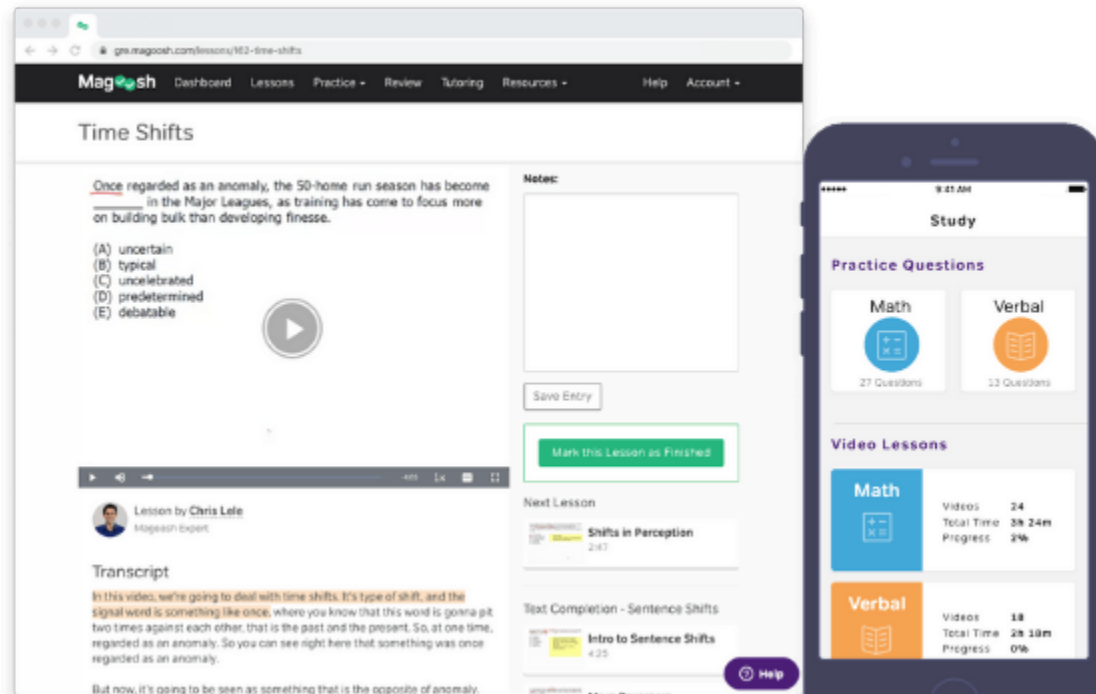 gre.magoosh.com/lessons/162-time-shifts
Magoosh Dashboard Lessons Practice Review Tutoring Resources Help Account
Time Shifts
Once regarded as an anomaly, the 50-home run season has become
______ in the Major Leagues, as training has come to focus more
on building bulk than developing finesse.
(A) uncertain
(B) typical
(C) uncelebrated
(D) predetermined
(E) debatable
1x
Lesson by Chris Lele
Magoosh Expert
Transcript
In this video, we're going to deal with time shifts. It's type of shift, and the
signal word is something like once, where you know that this word is gonna pit
two times against each other, that is the past and the present. So, at one time,
regarded as an anomaly. So you can see right here that something was once
regarded as an anomaly.
But now, it's going to be seen as something that is the opposite of anomaly.
Notes:
Save Entry
Mark this Lesson as Finished
Next Lesson
Shifts in Perception
2:47
Text Completion - Sentence Shifts
Intro to Sentence Shifts
4:25
Help
9:41 AM
Study
Practice Questions
Math
27 Questions
Verbal
13 Questions
Video Lessons
Math
Videos 24
Total Time 3h 24m
Progress 2%
Verbal
Videos 18
Total Time 2h 18m
Progress 0%